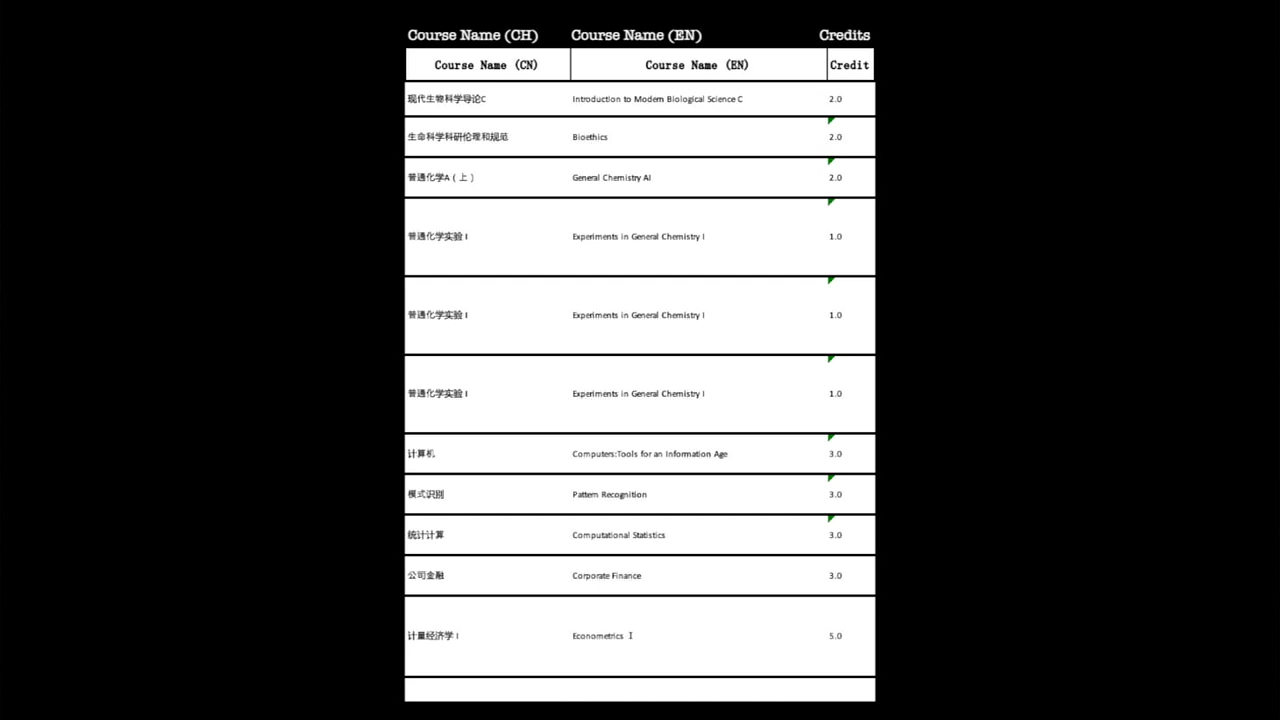 Course Name (CH) Course Name (EN) Credits
Course Name (CN) Course Name (EN) Credit
现代生物科学导论C Introduction to Modern Biological Science C 2.0
生命科学科研伦理和规范 Bioethics 2.0
普通化学A（上） General Chemistry AI 2.0
普通化学实验 I Experiments in General Chemistry I 1.0
普通化学实验 I Experiments in General Chemistry I 1.0
普通化学实验 I Experiments in General Chemistry I 1.0
计算机 Computers:Tools for an Information Age 3.0
模式识别 Pattern Recognition 3.0
统计计算 Computational Statistics 3.0
公司金融 Corporate Finance 3.0
计量经济学 I Econometrics I 5.0